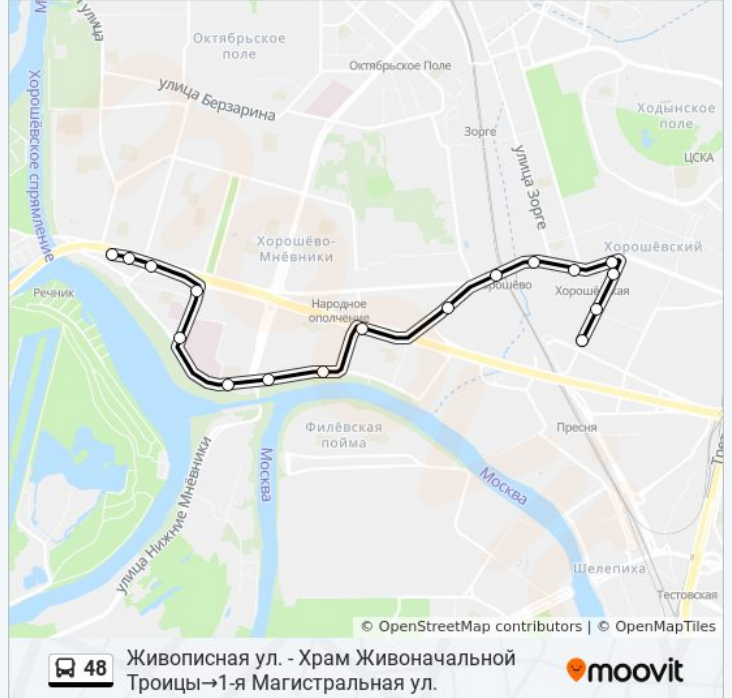 М
улица
Октябрьское
поле
Октябрьское Поле
улица Берзарина
Ходынское
поле
Зорге
ЦСКА
улица Зорге
Хорошёвское спрямление
Хорошёво-
Мнёвники
Хорошёвский
Речник
Народное
ополчение
Филёвская
пойма
Пресня
Москва
Москва
улица Нижние Мнёвники
Шелепиха
Тестовская
© OpenStreetMap contributors | © OpenMapTiles
48
Живописная ул. - Храм Живоначальной
Троицы→1-я Магистральная ул.
moovit